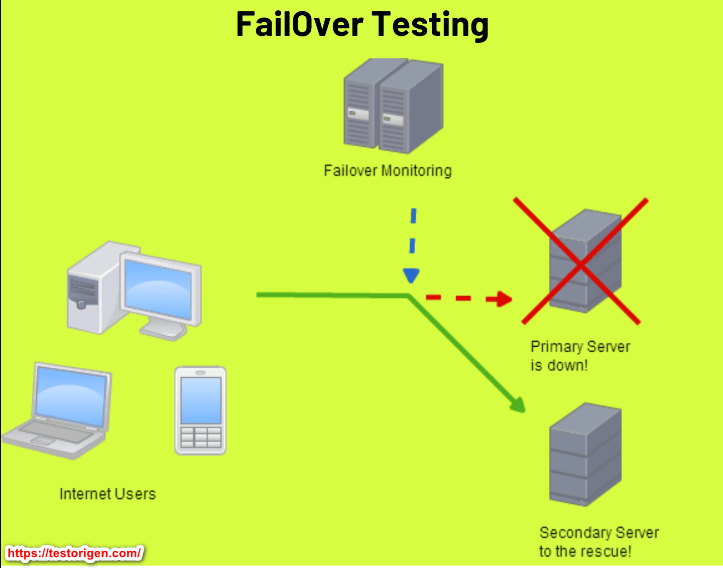 FailOver Testing
Failover Monitoring
Primary Server
is down!
Internet Users
Secondary Server
to the rescue!
https://testorigen.com/